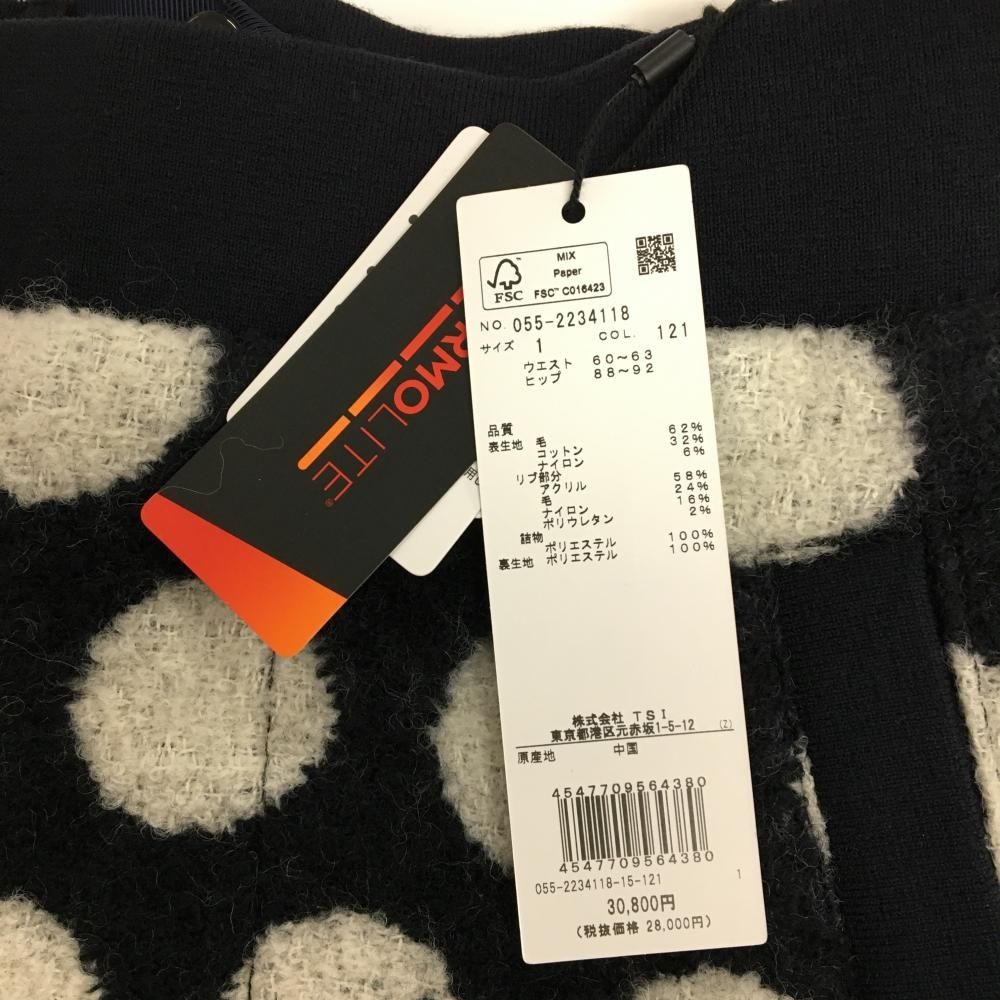 MIX
Paper
FSC
FSC™ C016423
NO. 055-2234118
サイズ 1 COL. 121
ウエスト 60～63
ヒップ 88～92
品質
表生地 毛 62%
コットン 32%
ナイロン 6%
リブ部分
アクリル 58%
毛 24%
ナイロン 16%
ポリウレタン 2%
詰物
ポリエステル 100%
裏生地 ポリエステル 100%
株式会社 TSI
東京都港区元赤坂1-5-12 (Z)
原産地 中国
4547709564380
4547709564380
055-2234118-15-121 1
30,800円
(税抜価格 28,000円)
ERMOLITE®
用